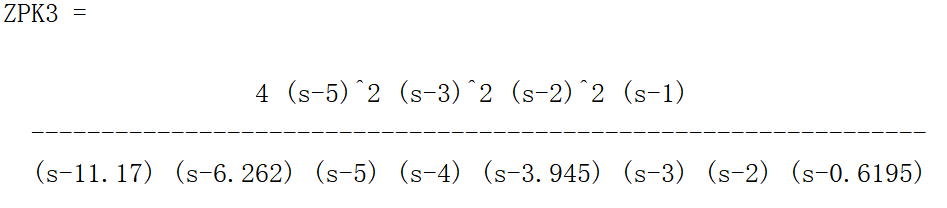 ZPK3 =
4 (s-5)^2 (s-3)^2 (s-2)^2 (s-1)
----------------------------------------------------------------
(s-11.17) (s-6.262) (s-5) (s-4) (s-3.945) (s-3) (s-2) (s-0.6195)